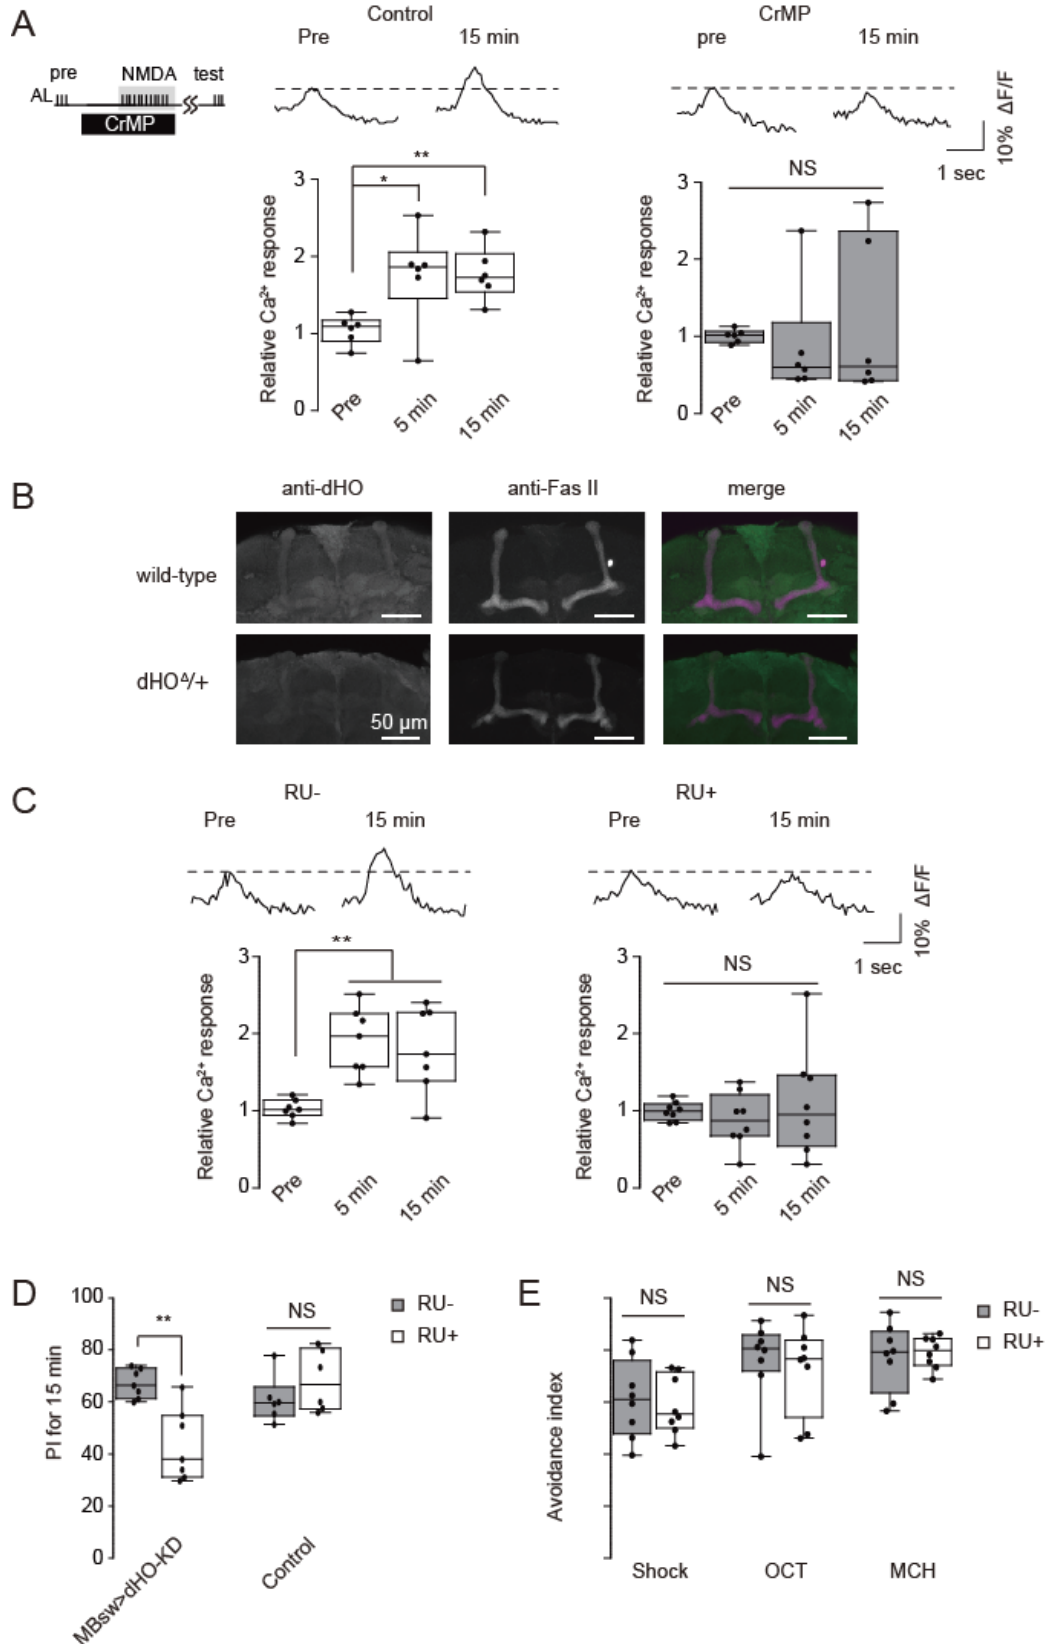 A
Control
CrMP
Pre
15 min
pre
15 min
pre
NMDA
test
AL
CrMP
10% ΔF/F
1 sec
**
*
NS
Relative Ca²⁺ response
3
2
1
0
Pre
5 min
15 min
Relative Ca²⁺ response
3
2
1
0
Pre
5 min
15 min
B
anti-dHO
anti-Fas II
merge
wild-type
dHO^Δ/+
50 µm
C
RU-
RU+
Pre
15 min
Pre
15 min
10% ΔF/F
1 sec
**
NS
Relative Ca²⁺ response
3
2
1
0
Pre
5 min
15 min
Relative Ca²⁺ response
3
2
1
0
Pre
5 min
15 min
D
PI for 15 min
100
80
60
40
20
0
**
NS
RU-
RU+
MBsw>dHO-KD
Control
E
Avoidance index
NS
NS
NS
RU-
RU+
Shock
OCT
MCH